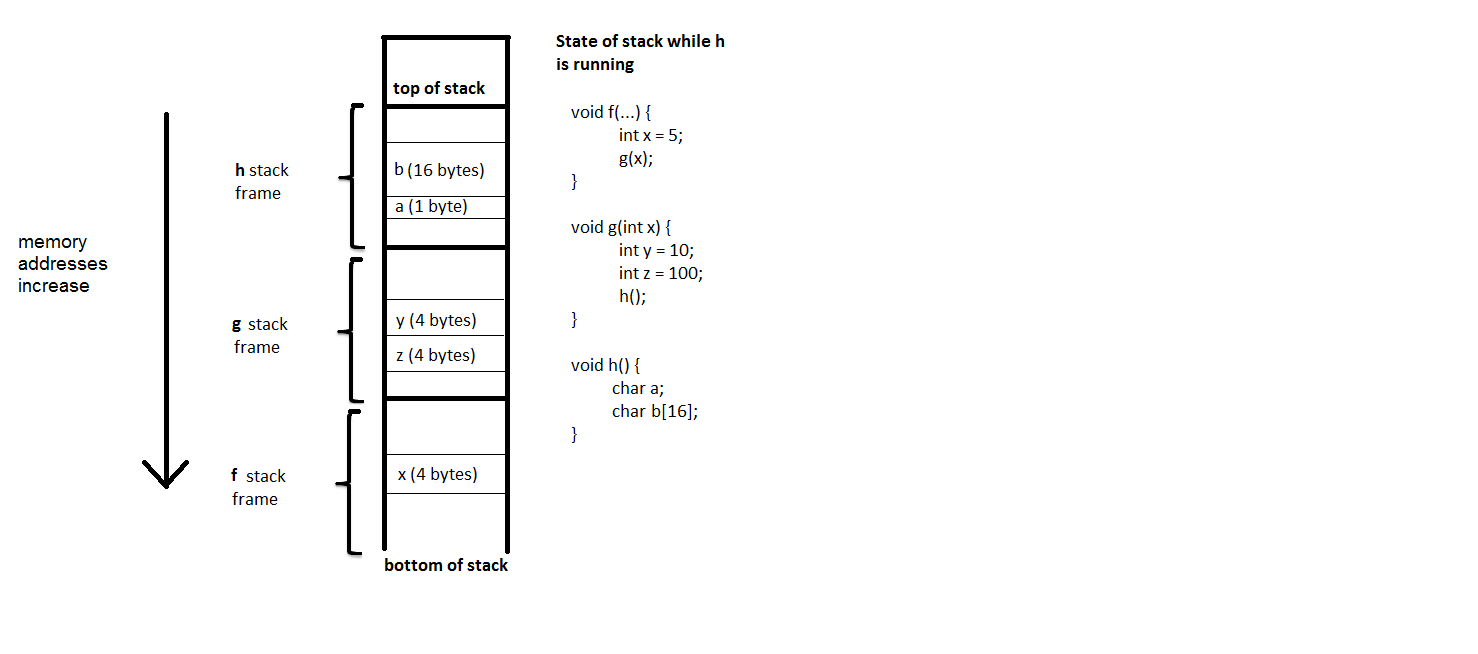 memory
addresses
increase
h stack
frame
g stack
frame
f stack
frame
top of stack
b (16 bytes)
a (1 byte)
y (4 bytes)
z (4 bytes)
x (4 bytes)
bottom of stack
State of stack while h
is running
void f(...) {
int x = 5;
g(x);
}
void g(int x) {
int y = 10;
int z = 100;
h();
}
void h() {
char a;
char b[16];
}